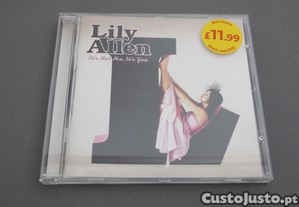 Lily
Allen
It's Not Me, It's You
£11.99
CustoJusto.pt